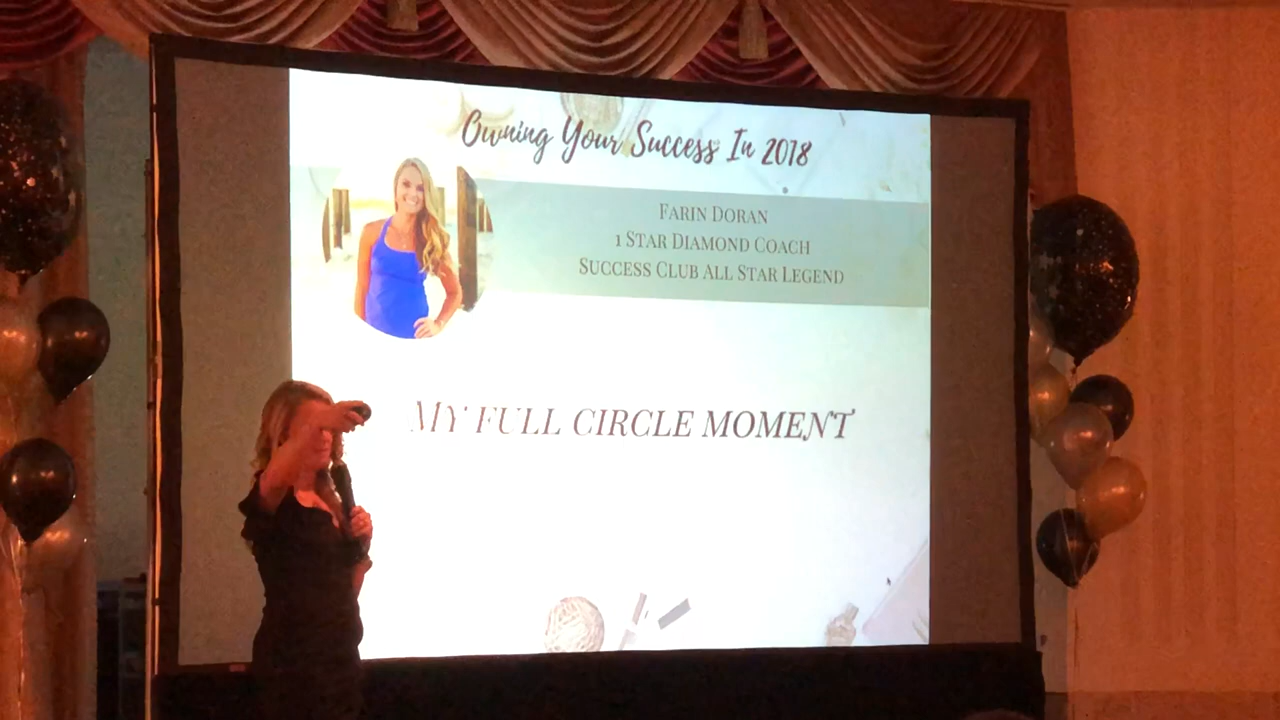 Owning Your Success In 2018
FARIN DORAN
1 STAR DIAMOND COACH
SUCCESS CLUB ALL STAR LEGEND
MY FULL CIRCLE MOMENT